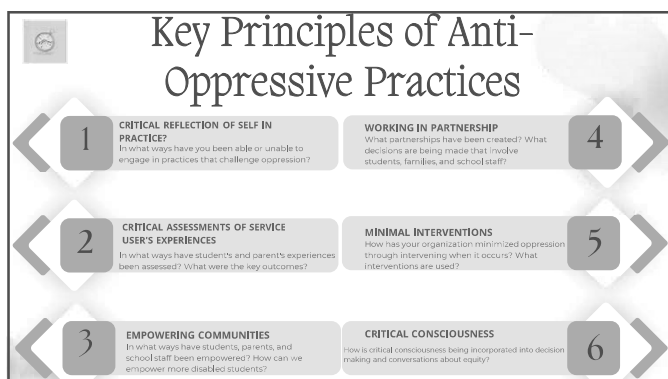 Key Principles of Anti-
Oppressive Practices
1
CRITICAL REFLECTION OF SELF IN
PRACTICE?
In what ways have you been able or unable to
engage in practices that challenge oppression?
2
CRITICAL ASSESSMENTS OF SERVICE
USER'S EXPERIENCES
In what ways have student's and parent's experiences
been assessed? What were the key outcomes?
3
EMPOWERING COMMUNITIES
In what ways have students, parents, and
school staff been empowered? How can we
empower more disabled students?
WORKING IN PARTNERSHIP
What partnerships have been created? What
decisions are being made that involve
students, families, and school staff?
4
MINIMAL INTERVENTIONS
How has your organization minimized oppression
through intervening when it occurs? What
interventions are used?
5
CRITICAL CONSCIOUSNESS
How is critical consciousness being incorporated into decision
making and conversations about equity?
6